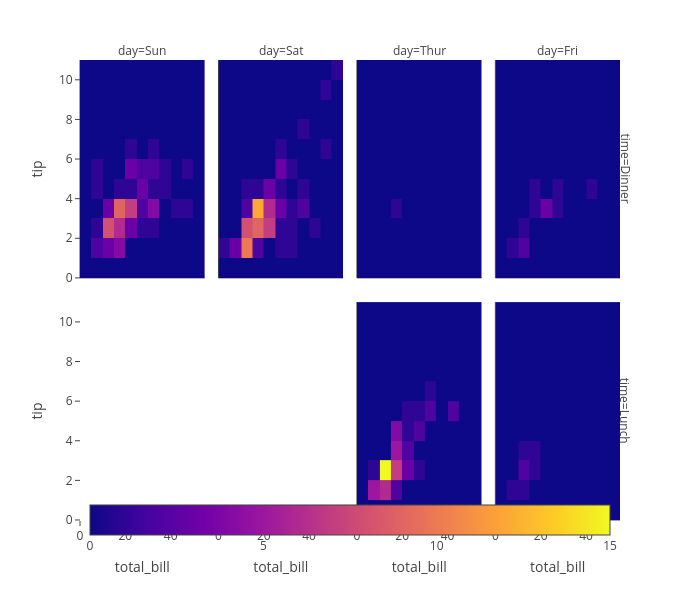 day=Sun day=Sat day=Thur day=Fri
10
8
6
4
2
0
tip
time=Dinner
10
8
6
4
2
0
tip
time=Lunch
0 20 40 0 20 40 0 20 40 0 20 40
0 5 10 15
total_bill total_bill total_bill total_bill